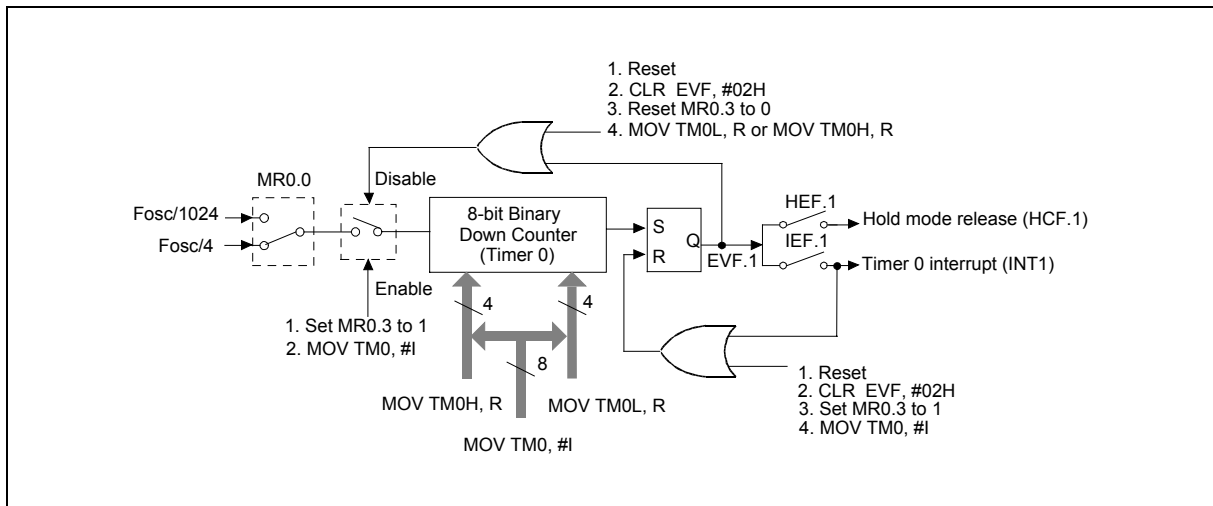 1. Reset
2. CLR EVF, #02H
3. Reset MR0.3 to 0
4. MOV TM0L, R or MOV TM0H, R
MR0.0
Disable
Fosc/1024
Fosc/4
8-bit Binary
Down Counter
(Timer 0)
S
Q
R
EVF.1
HEF.1
Hold mode release (HCF.1)
IEF.1
Timer 0 interrupt (INT1)
Enable
1. Set MR0.3 to 1
2. MOV TM0, #I
4
4
8
MOV TM0H, R
MOV TM0L, R
MOV TM0, #I
1. Reset
2. CLR EVF, #02H
3. Set MR0.3 to 1
4. MOV TM0, #I